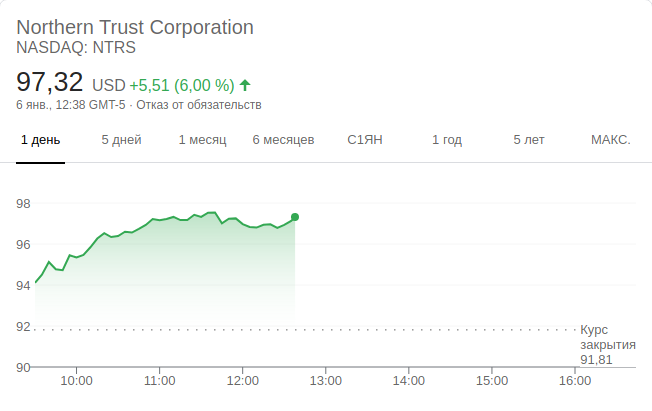 Northern Trust Corporation
NASDAQ: NTRS
97,32 USD +5,51 (6,00 %)
6 янв., 12:38 GMT-5 · Отказ от обязательств
1 день 5 дней 1 месяц 6 месяцев С1ЯН 1 год 5 лет МАКС.
98
96
94
92
Курс
закрытия
91,81
90
10:00 11:00 12:00 13:00 14:00 15:00 16:00